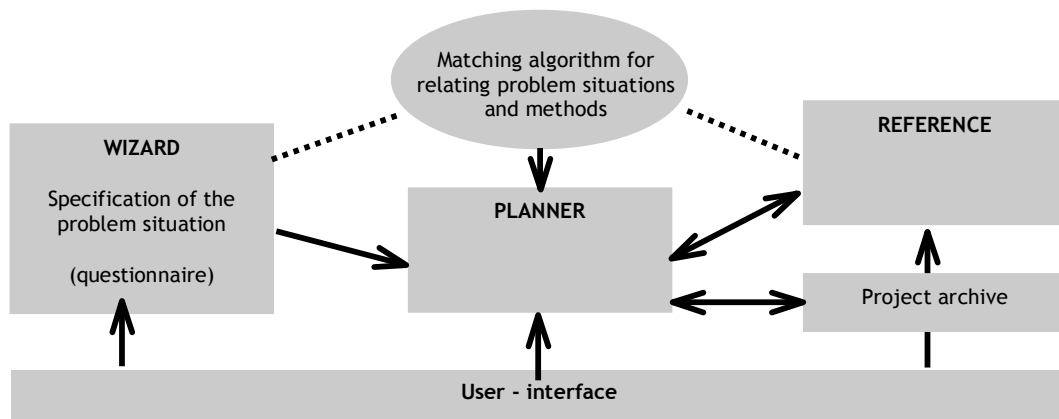 Matching algorithm for
relating problem situations
and methods
WIZARD
Specification of the
problem situation
(questionnaire)
PLANNER
REFERENCE
Project archive
User - interface